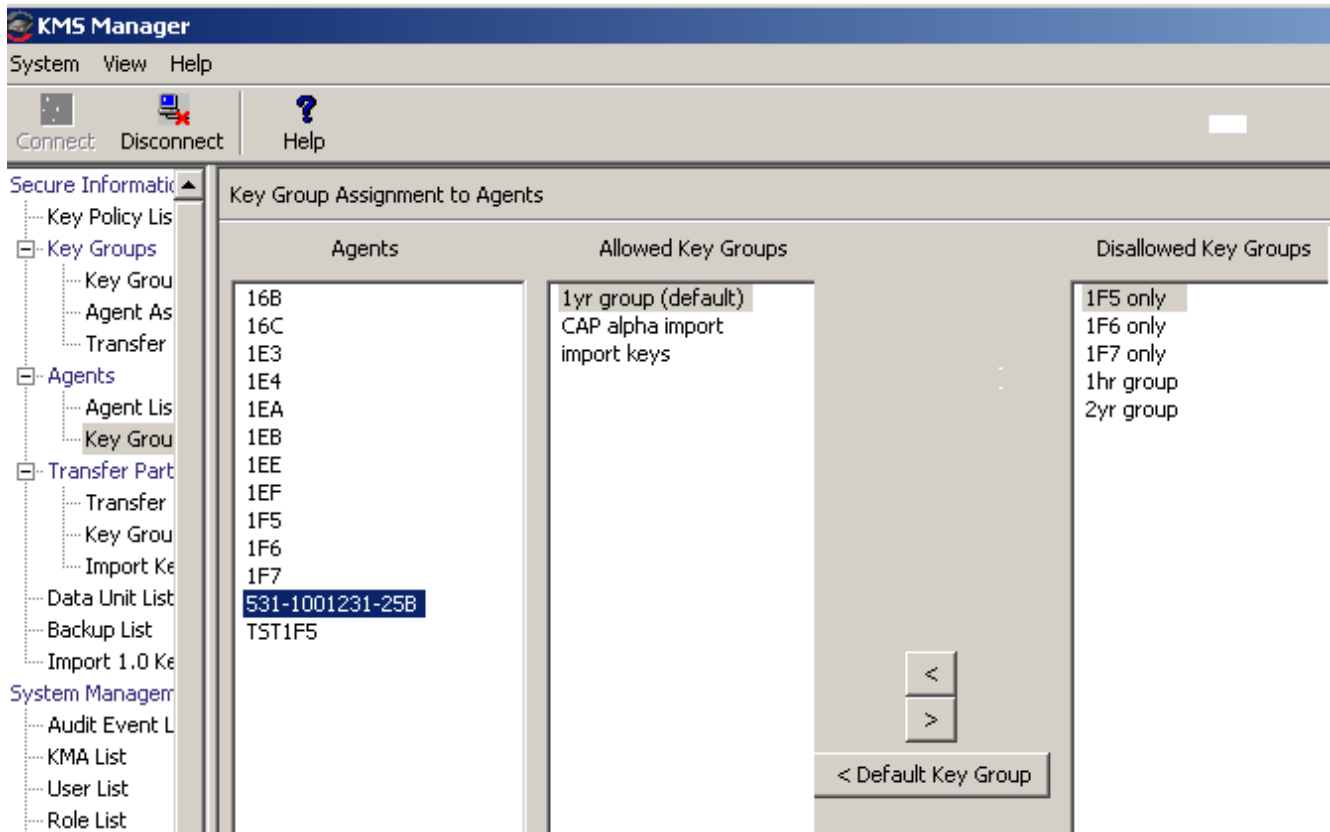 KMS Manager
System View Help
Connect Disconnect Help
Secure Informatic
Key Policy Lis
Key Groups
Key Grou
Agent As
Transfer
Agents
Agent Lis
Key Grou
Transfer Part
Transfer
Key Grou
Import Ke
Data Unit List
Backup List
Import 1.0 Ke
System Managem
Audit Event L
KMA List
User List
Role List
Key Group Assignment to Agents
Agents
16B
16C
1E3
1E4
1EA
1EB
1EE
1EF
1F5
1F6
1F7
531-1001231-25B
TST1F5
Allowed Key Groups
1yr group (default)
CAP alpha import
import keys
<
>
< Default Key Group
Disallowed Key Groups
1F5 only
1F6 only
1F7 only
1hr group
2yr group